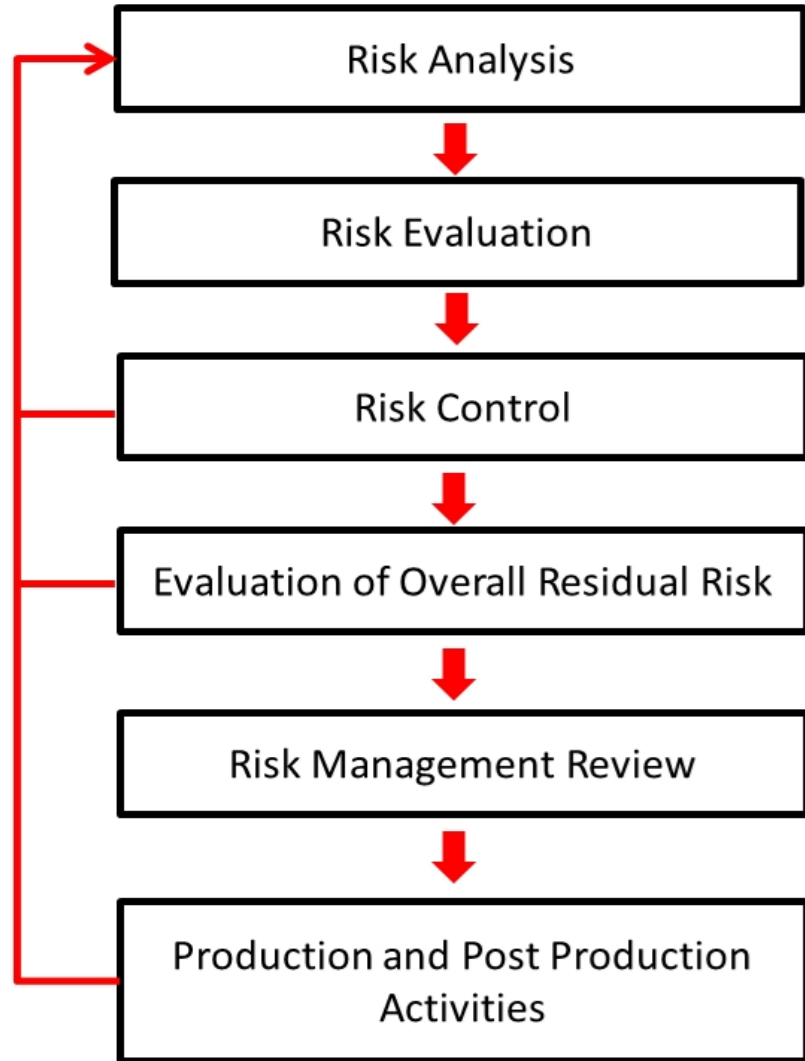 Risk Analysis
Risk Evaluation
Risk Control
Evaluation of Overall Residual Risk
Risk Management Review
Production and Post Production
Activities